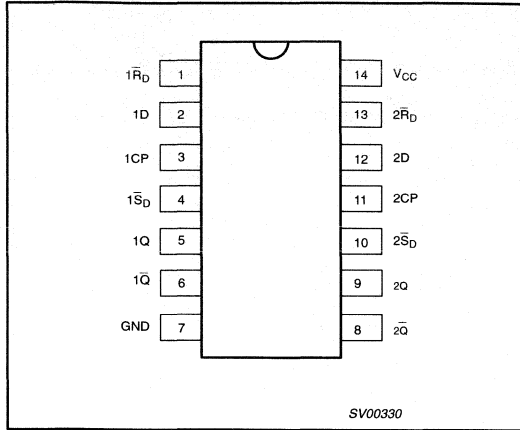 1R̅D 1 14 VCC
1D 2 13 2R̅D
1CP 3 12 2D
1S̅D 4 11 2CP
1Q 5 10 2S̅D
1Q̅ 6 9 2Q
GND 7 8 2Q̅
SV00330